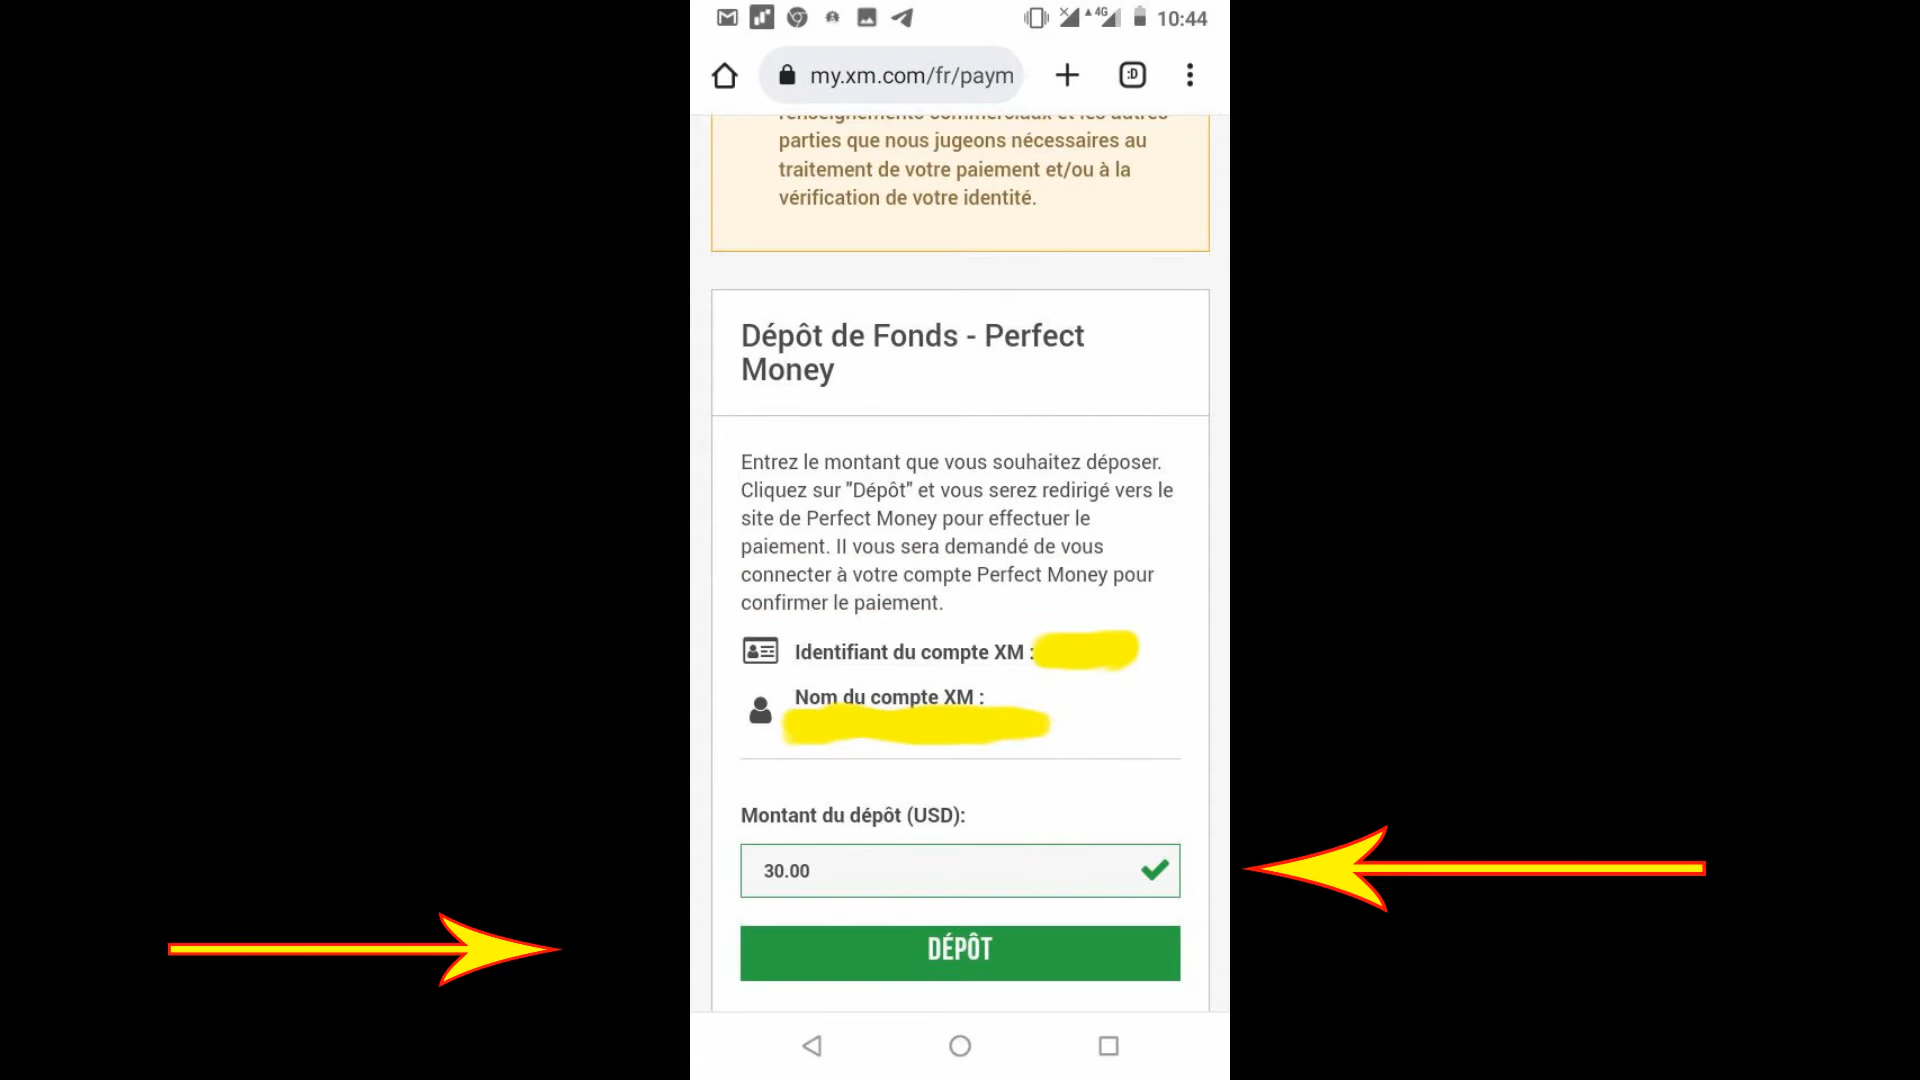 4G 10:44
my.xm.com/fr/paym
:D
renseignements commerciaux et les autres
parties que nous jugeons nécessaires au
traitement de votre paiement et/ou à la
vérification de votre identité.
Dépôt de Fonds - Perfect
Money
Entrez le montant que vous souhaitez déposer.
Cliquez sur "Dépôt" et vous serez redirigé vers le
site de Perfect Money pour effectuer le
paiement. Il vous sera demandé de vous
connecter à votre compte Perfect Money pour
confirmer le paiement.
Identifiant du compte XM :
Nom du compte XM :
Montant du dépôt (USD):
30.00
DÉPÔT